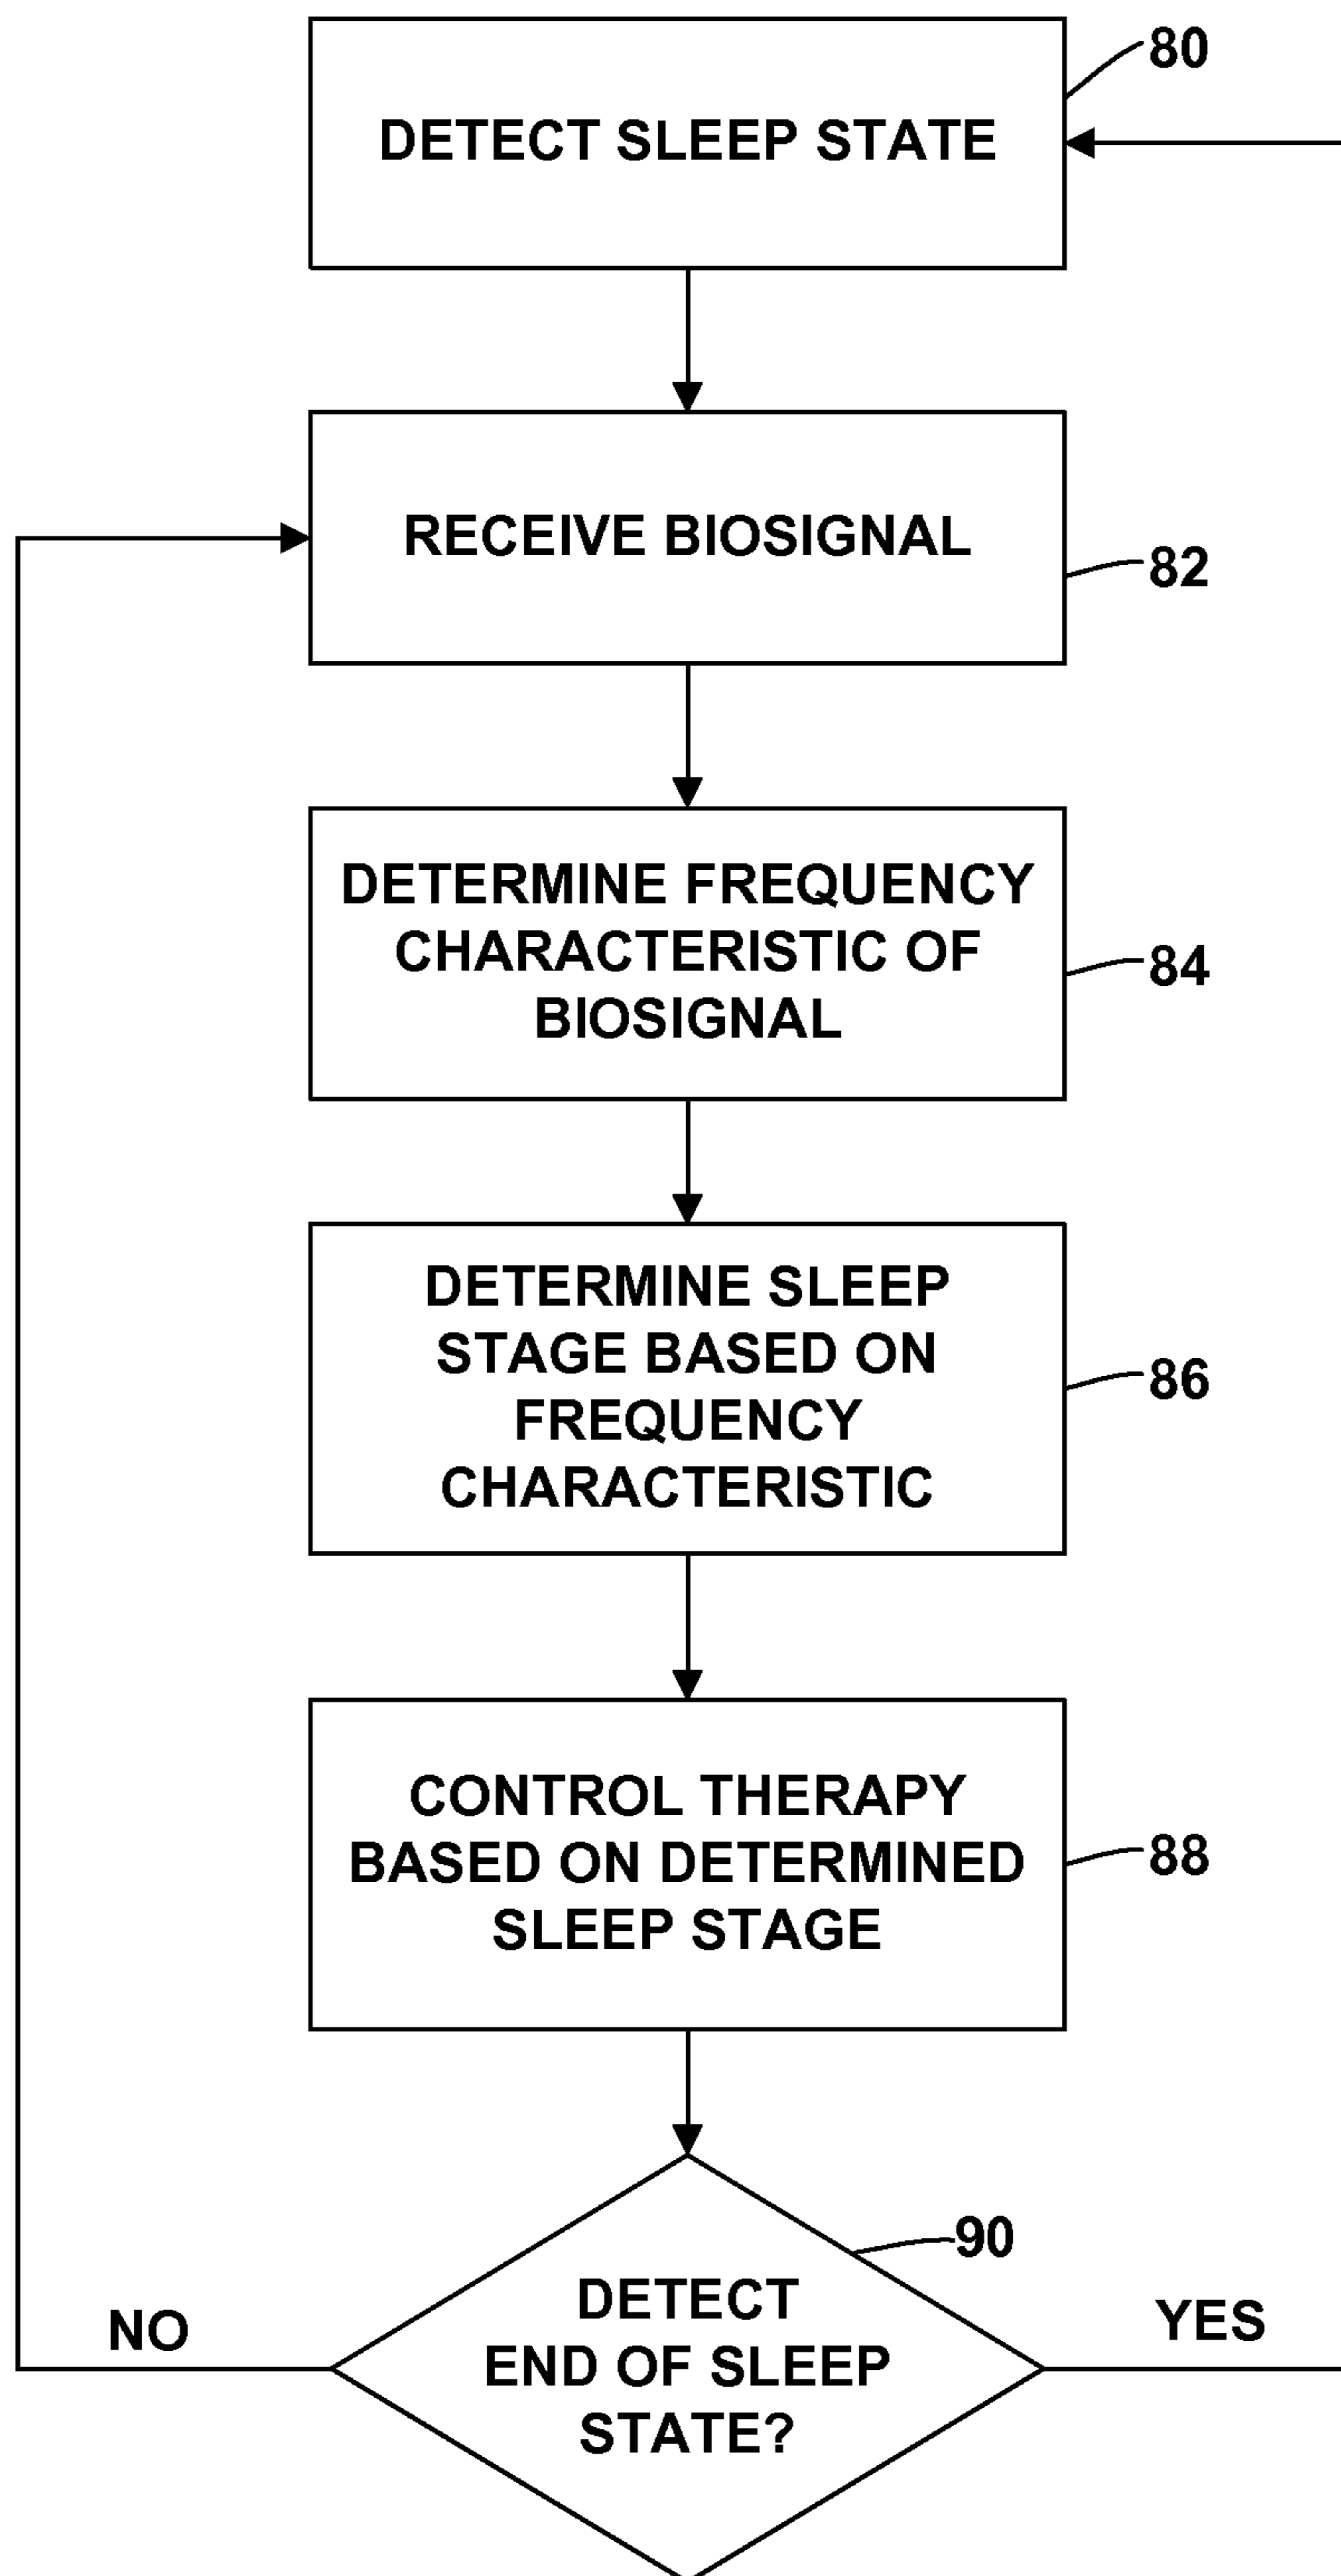 80
DETECT SLEEP STATE
RECEIVE BIOSIGNAL
82
DETERMINE FREQUENCY
CHARACTERISTIC OF
BIOSIGNAL
84
DETERMINE SLEEP
STAGE BASED ON
FREQUENCY
CHARACTERISTIC
86
CONTROL THERAPY
BASED ON DETERMINED
SLEEP STAGE
88
90
DETECT
END OF SLEEP
STATE?
NO
YES